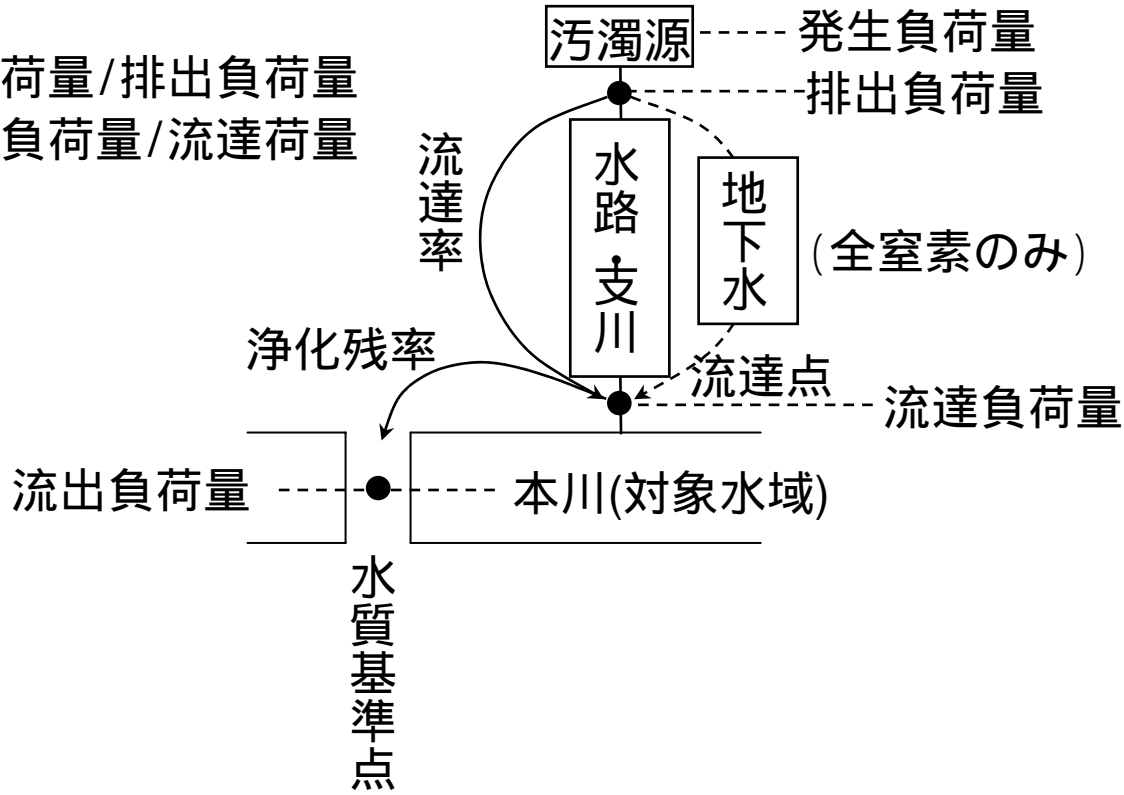 汚濁源
発生負荷量
荷量/排出負荷量
排出負荷量
負荷量/流達荷量
流達率
水路・支川
地下水
(全窒素のみ)
浄化残率
流達点
流達負荷量
流出負荷量
本川(対象水域)
水質基準点